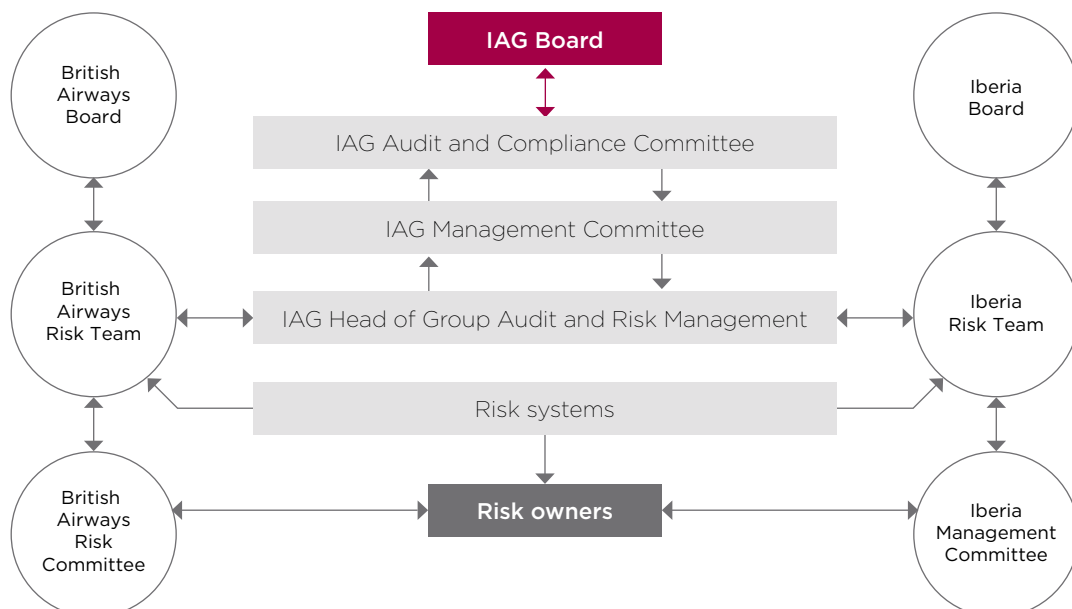 IAG Board
British
Airways
Board
Iberia
Board
IAG Audit and Compliance Committee
IAG Management Committee
British
Airways
Risk Team
IAG Head of Group Audit and Risk Management
Iberia
Risk Team
Risk systems
British
Airways
Risk
Committee
Risk owners
Iberia
Management
Committee